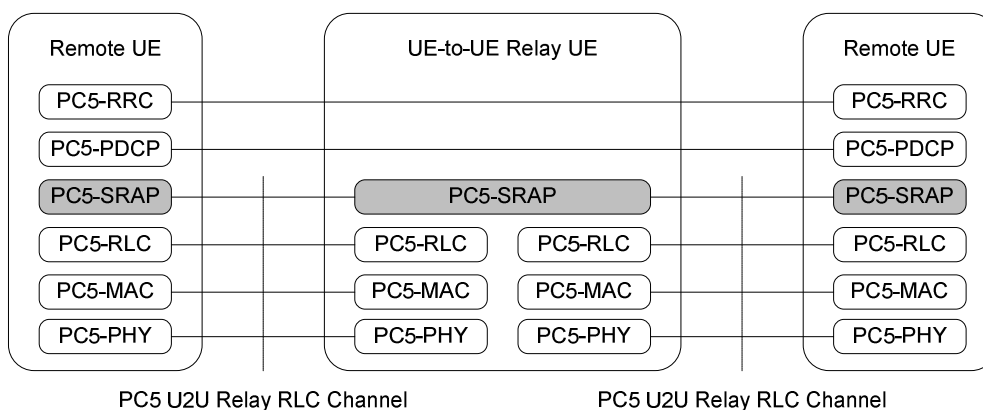 Remote UE
UE-to-UE Relay UE
Remote UE
PC5-RRC
PC5-RRC
PC5-PDCP
PC5-PDCP
PC5-SRAP
PC5-SRAP
PC5-SRAP
PC5-RLC
PC5-RLC
PC5-RLC
PC5-RLC
PC5-MAC
PC5-MAC
PC5-MAC
PC5-MAC
PC5-PHY
PC5-PHY
PC5-PHY
PC5-PHY
PC5 U2U Relay RLC Channel
PC5 U2U Relay RLC Channel